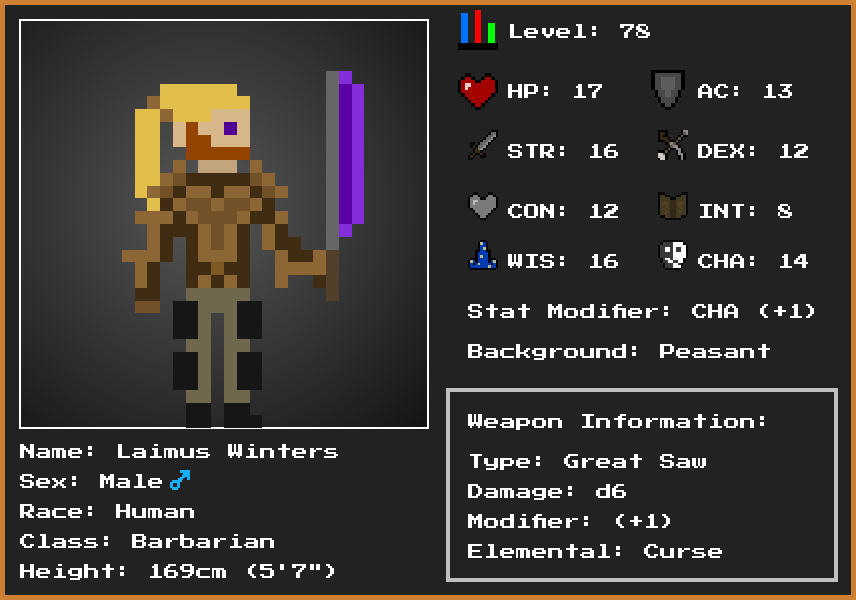 Level: 78
HP: 17
AC: 13
STR: 16
DEX: 12
CON: 12
INT: 8
WIS: 16
CHA: 14
Stat Modifier: CHA (+1)
Background: Peasant
Weapon Information:
Type: Great Saw
Damage: d6
Modifier: (+1)
Elemental: Curse
Name: Laimus Winters
Sex: Male♂
Race: Human
Class: Barbarian
Height: 169cm (5'7")